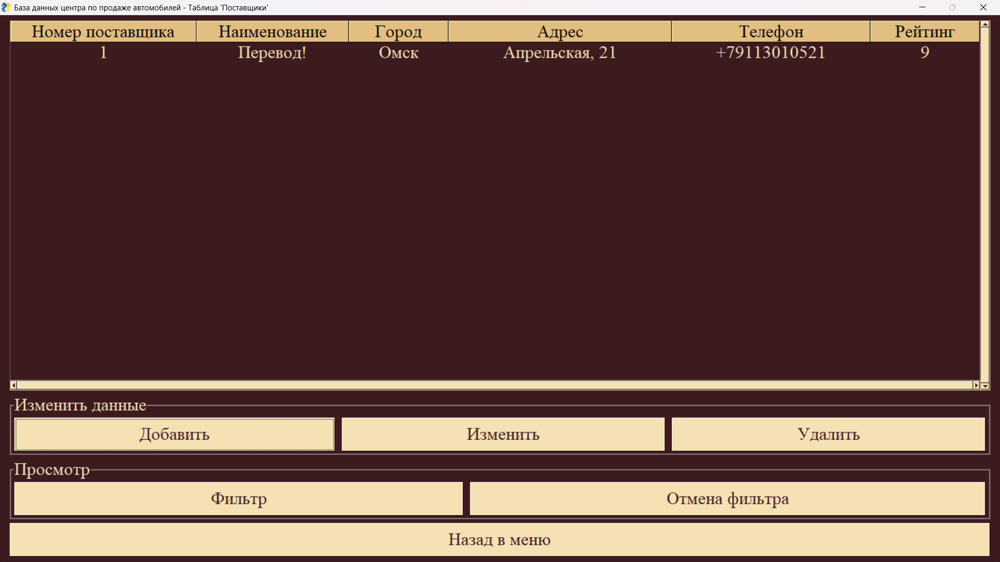 База данных центра по продаже автомобилей - Таблица 'Поставщики'
Номер поставщика Наименование Город Адрес Телефон Рейтинг
1 Перевод! Омск Апрельская, 21 +79113010521 9
Изменить данные
Добавить Изменить Удалить
Просмотр
Фильтр Отмена фильтра
Назад в меню